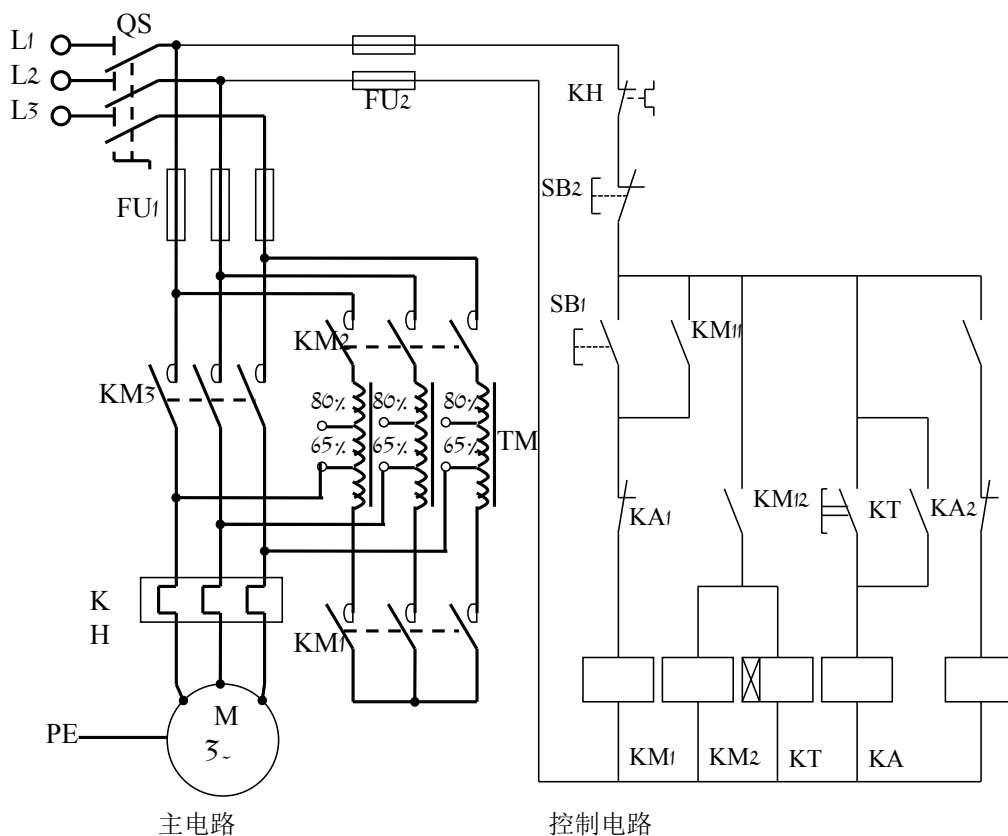 QS
L1
L2
L3
FU2
KH
SB2
FU1
SB1
KM2
KM11
KM3
80% 80% 80%
65% 65% 65%
TM
KA1
KM12
KT
KA2
K
H
KM1
M
3~
PE
KM1
KM2
KT
KA
主电路
控制电路